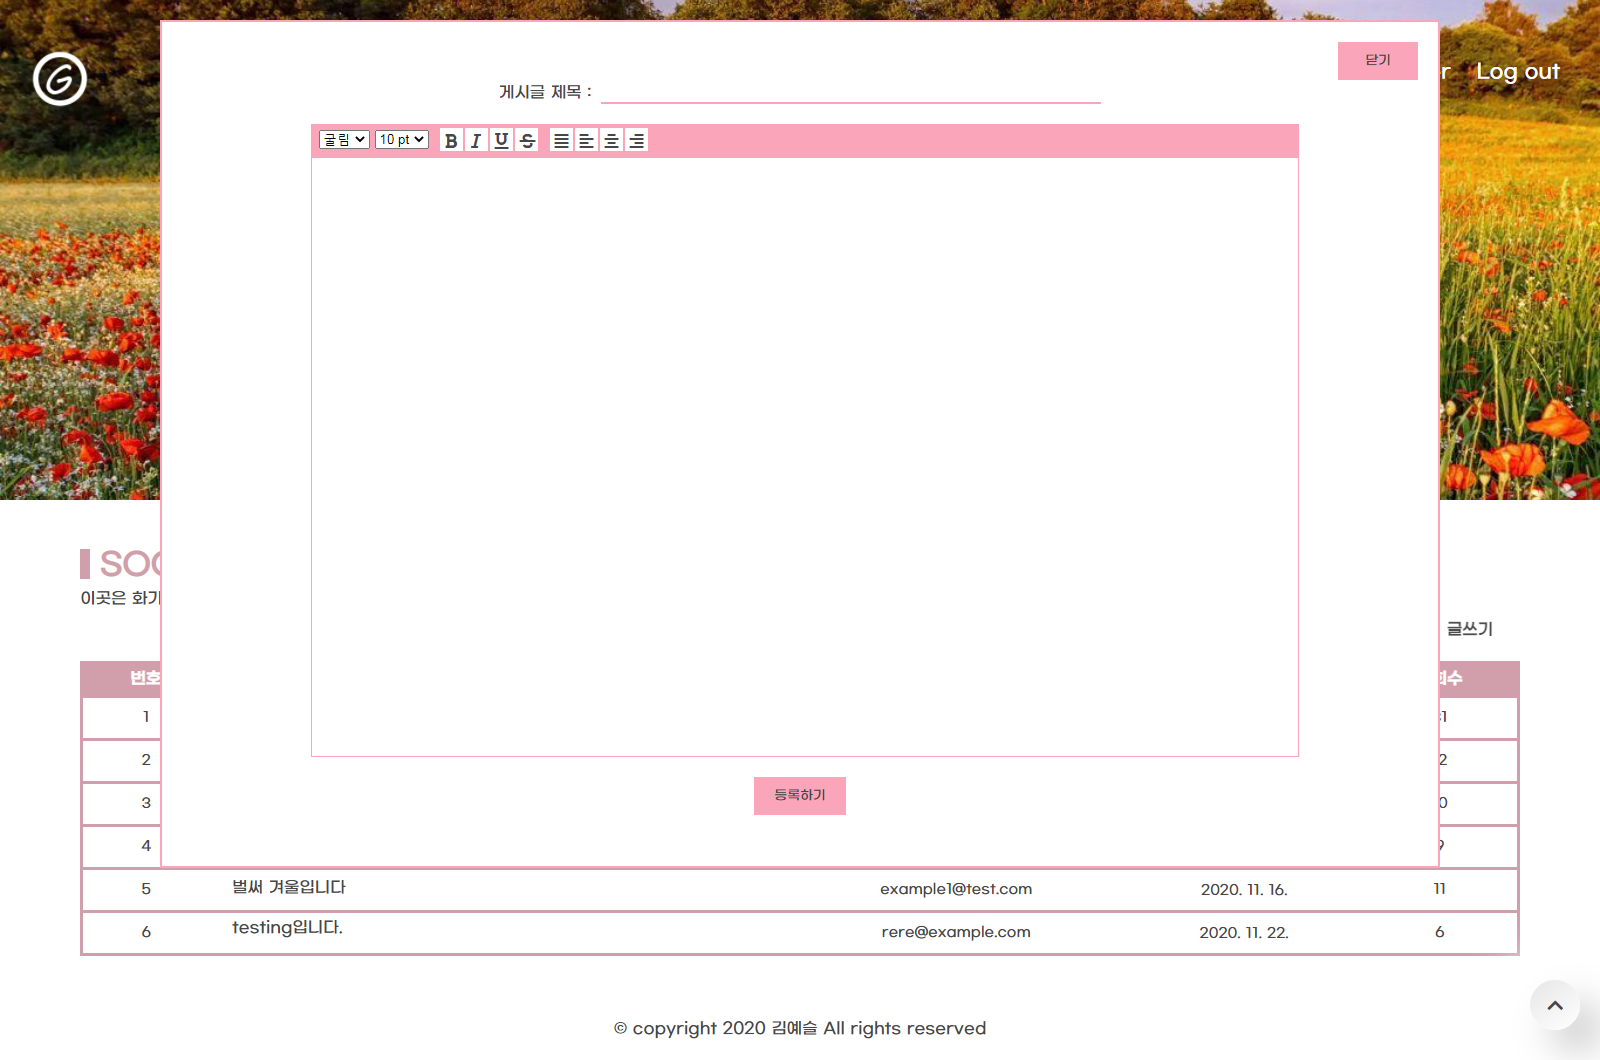 닫기
G
r Log out
게시글 제목 :
굴림 10 pt B I U S
SOC
이곳은 화기
글쓰기
번호
회수
1 1
2 2
3 0
4 9
5 벌써 겨울입니다 example1@test.com 2020. 11. 16. 11
6 testing입니다. rere@example.com 2020. 11. 22. 6
등록하기
© copyright 2020 김예슬 All rights reserved